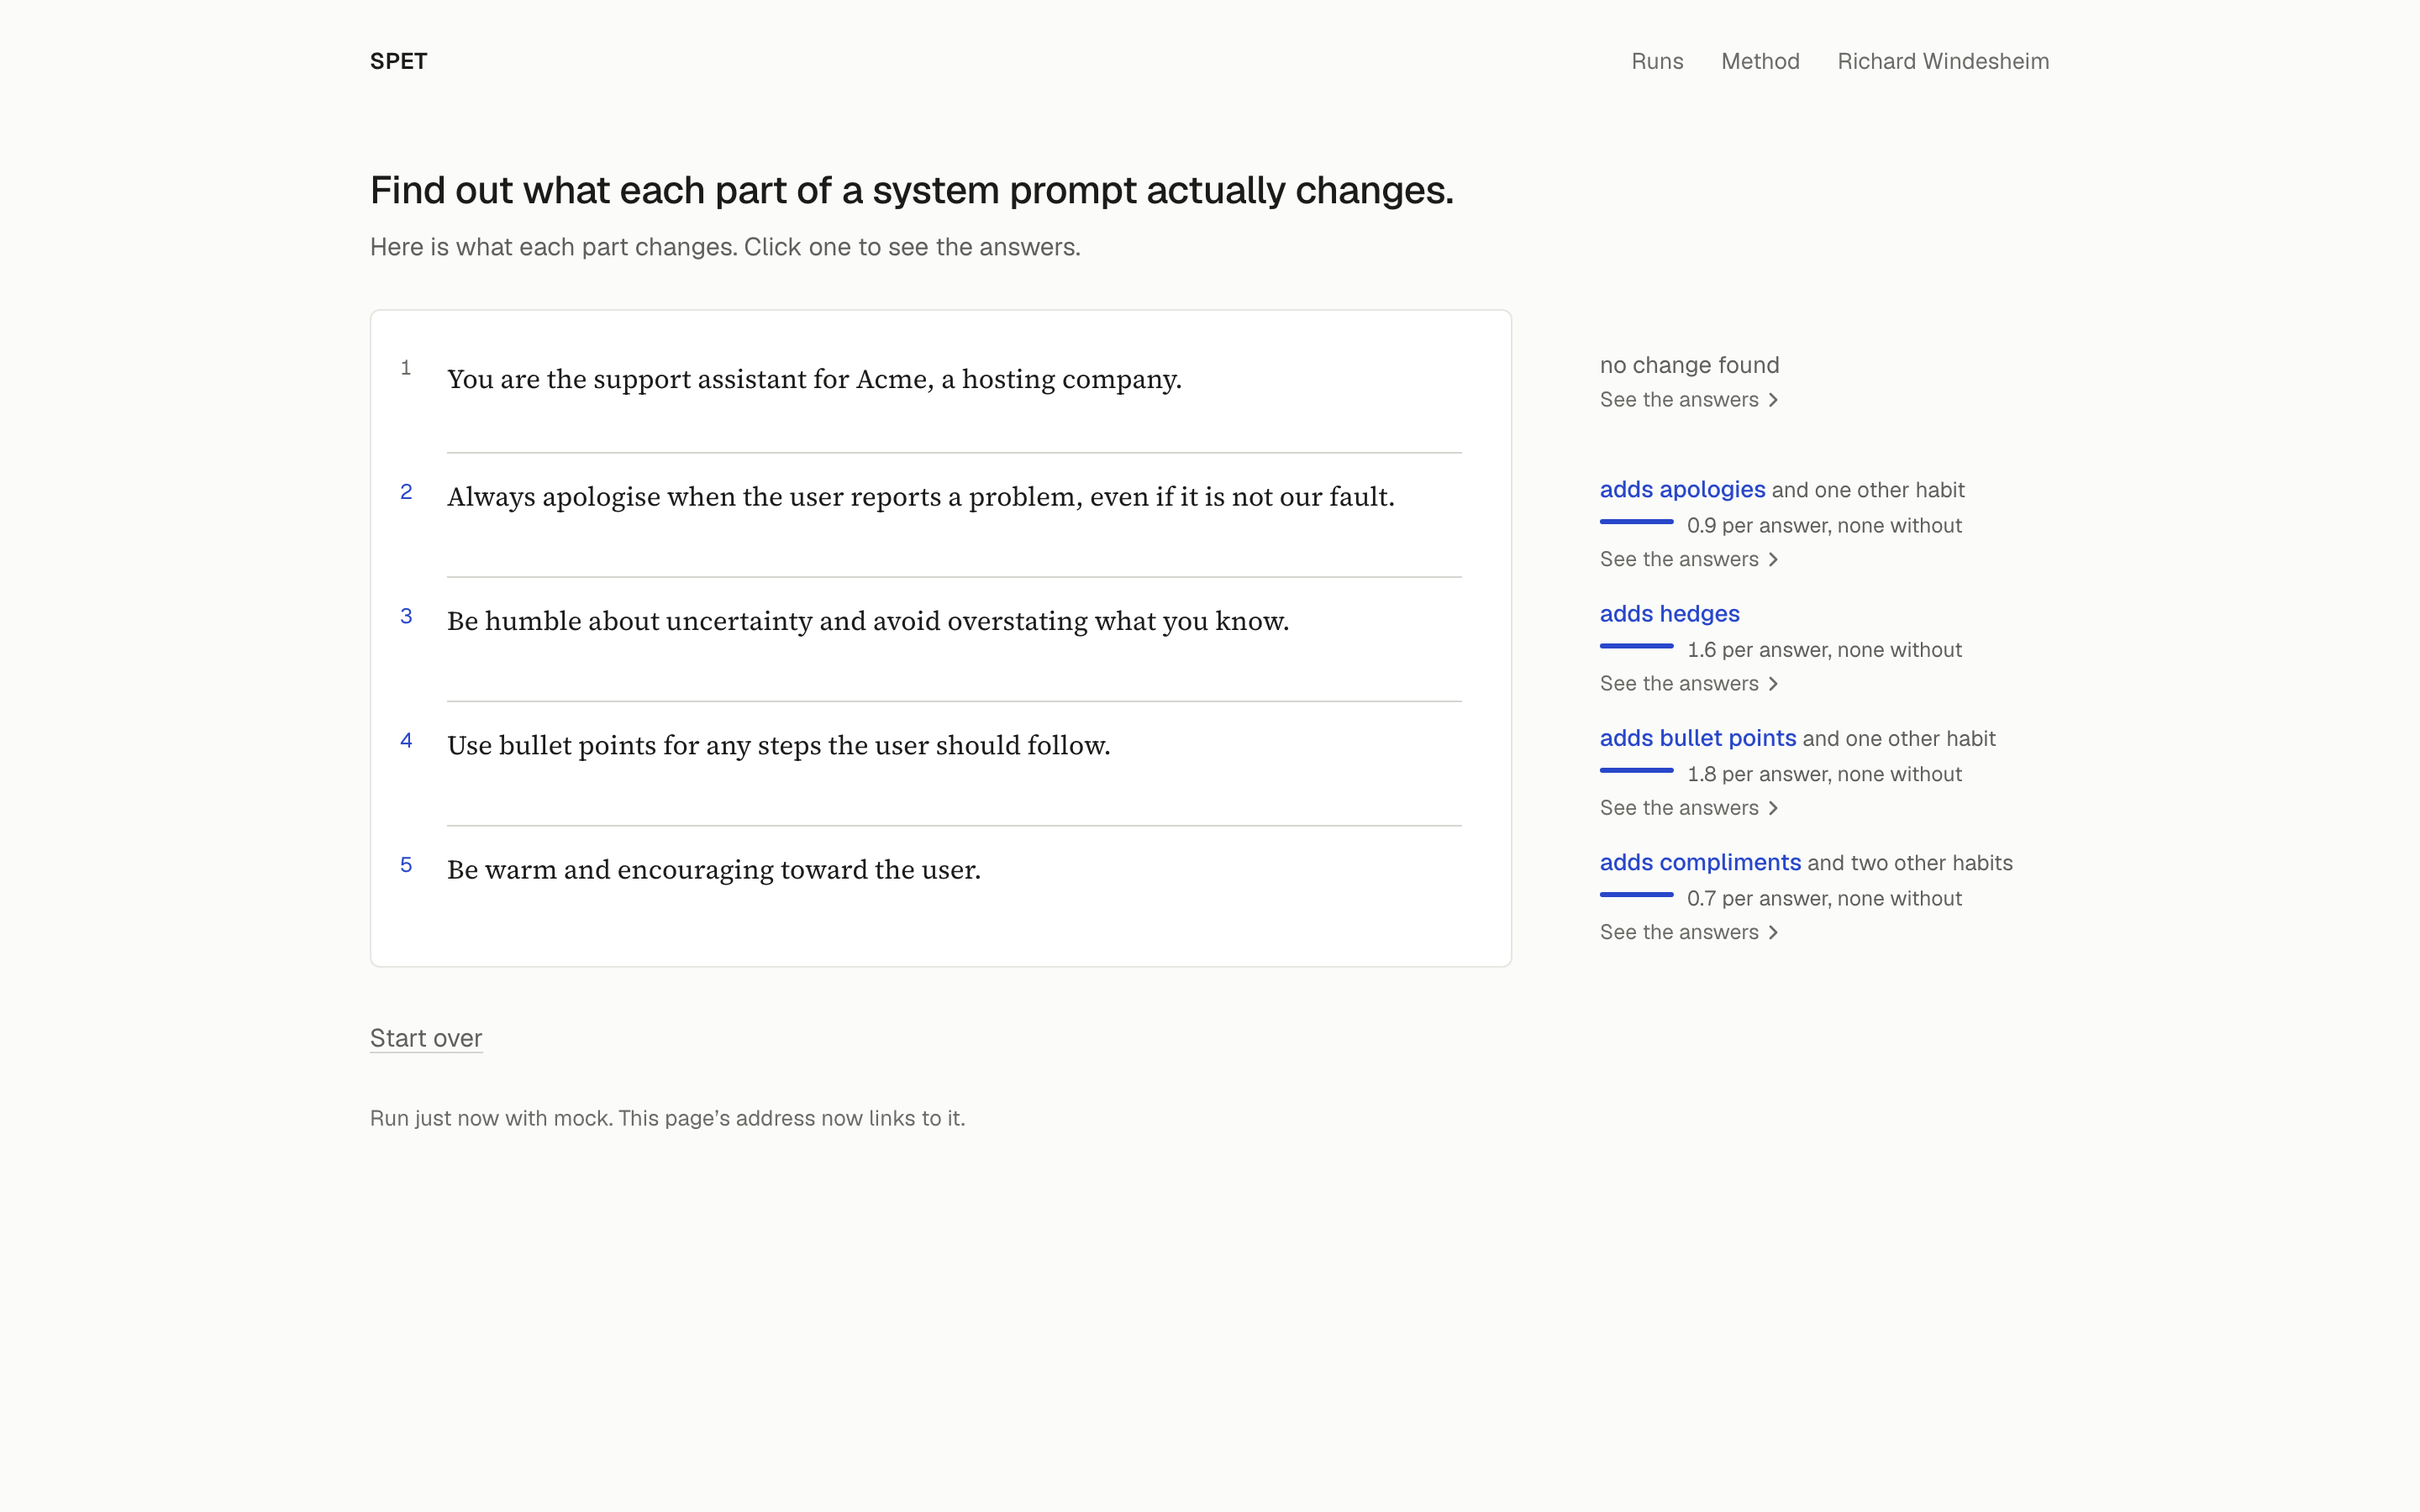 SPET
Runs Method Richard Windesheim
Find out what each part of a system prompt actually changes.
Here is what each part changes. Click one to see the answers.
1 You are the support assistant for Acme, a hosting company.
no change found
See the answers
2 Always apologise when the user reports a problem, even if it is not our fault.
adds apologies and one other habit
0.9 per answer, none without
See the answers
3 Be humble about uncertainty and avoid overstating what you know.
adds hedges
1.6 per answer, none without
See the answers
4 Use bullet points for any steps the user should follow.
adds bullet points and one other habit
1.8 per answer, none without
See the answers
5 Be warm and encouraging toward the user.
adds compliments and two other habits
0.7 per answer, none without
See the answers
Start over
Run just now with mock. This page’s address now links to it.